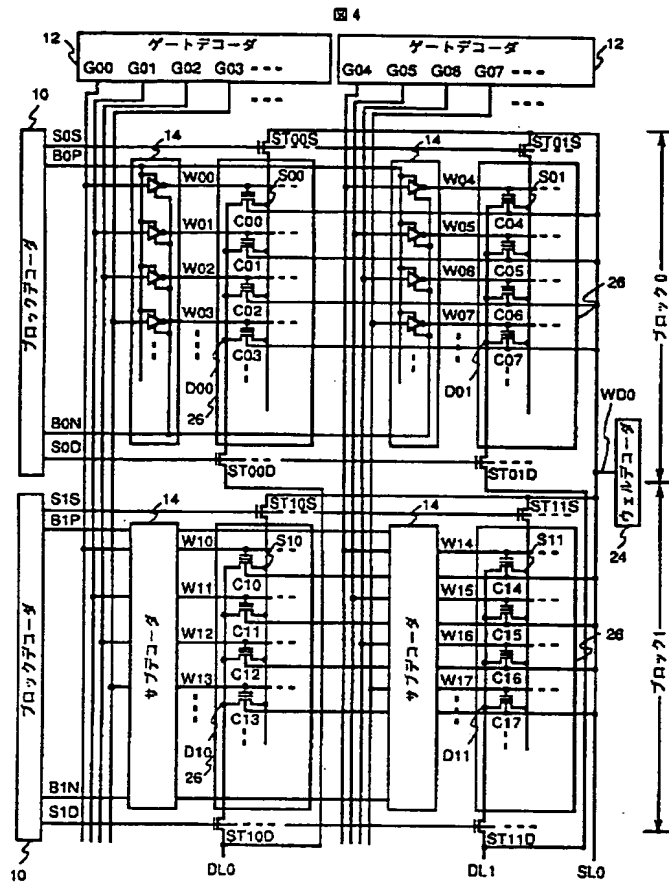 図4
12
ゲートデコーダ
G00 G01 G02 G03
ゲートデコーダ
G04 G05 G06 G07
12
10
S0S
B0P
ブロックデコーダ
B0N
S0D
14
ST00S
W00
W01
W02
W03
S00
C00
C01
C02
C03
D00
26
ST00D
14
ST01S
W04
W05
W06
W07
S01
C04
C05
C06
C07
D01
26
ST01D
ブロック0
WD0
ウェルデコーダ
24
S1S
B1P
ブロックデコーダ
B1N
S1D
10
14
サブデコーダ
ST10S
W10
W11
W12
W13
S10
C10
C11
C12
C13
D10
26
ST10D
14
サブデコーダ
ST11S
W14
W15
W16
W17
S11
C14
C15
C16
C17
D11
26
ST11D
ブロック1
DL0
DL1
SL0